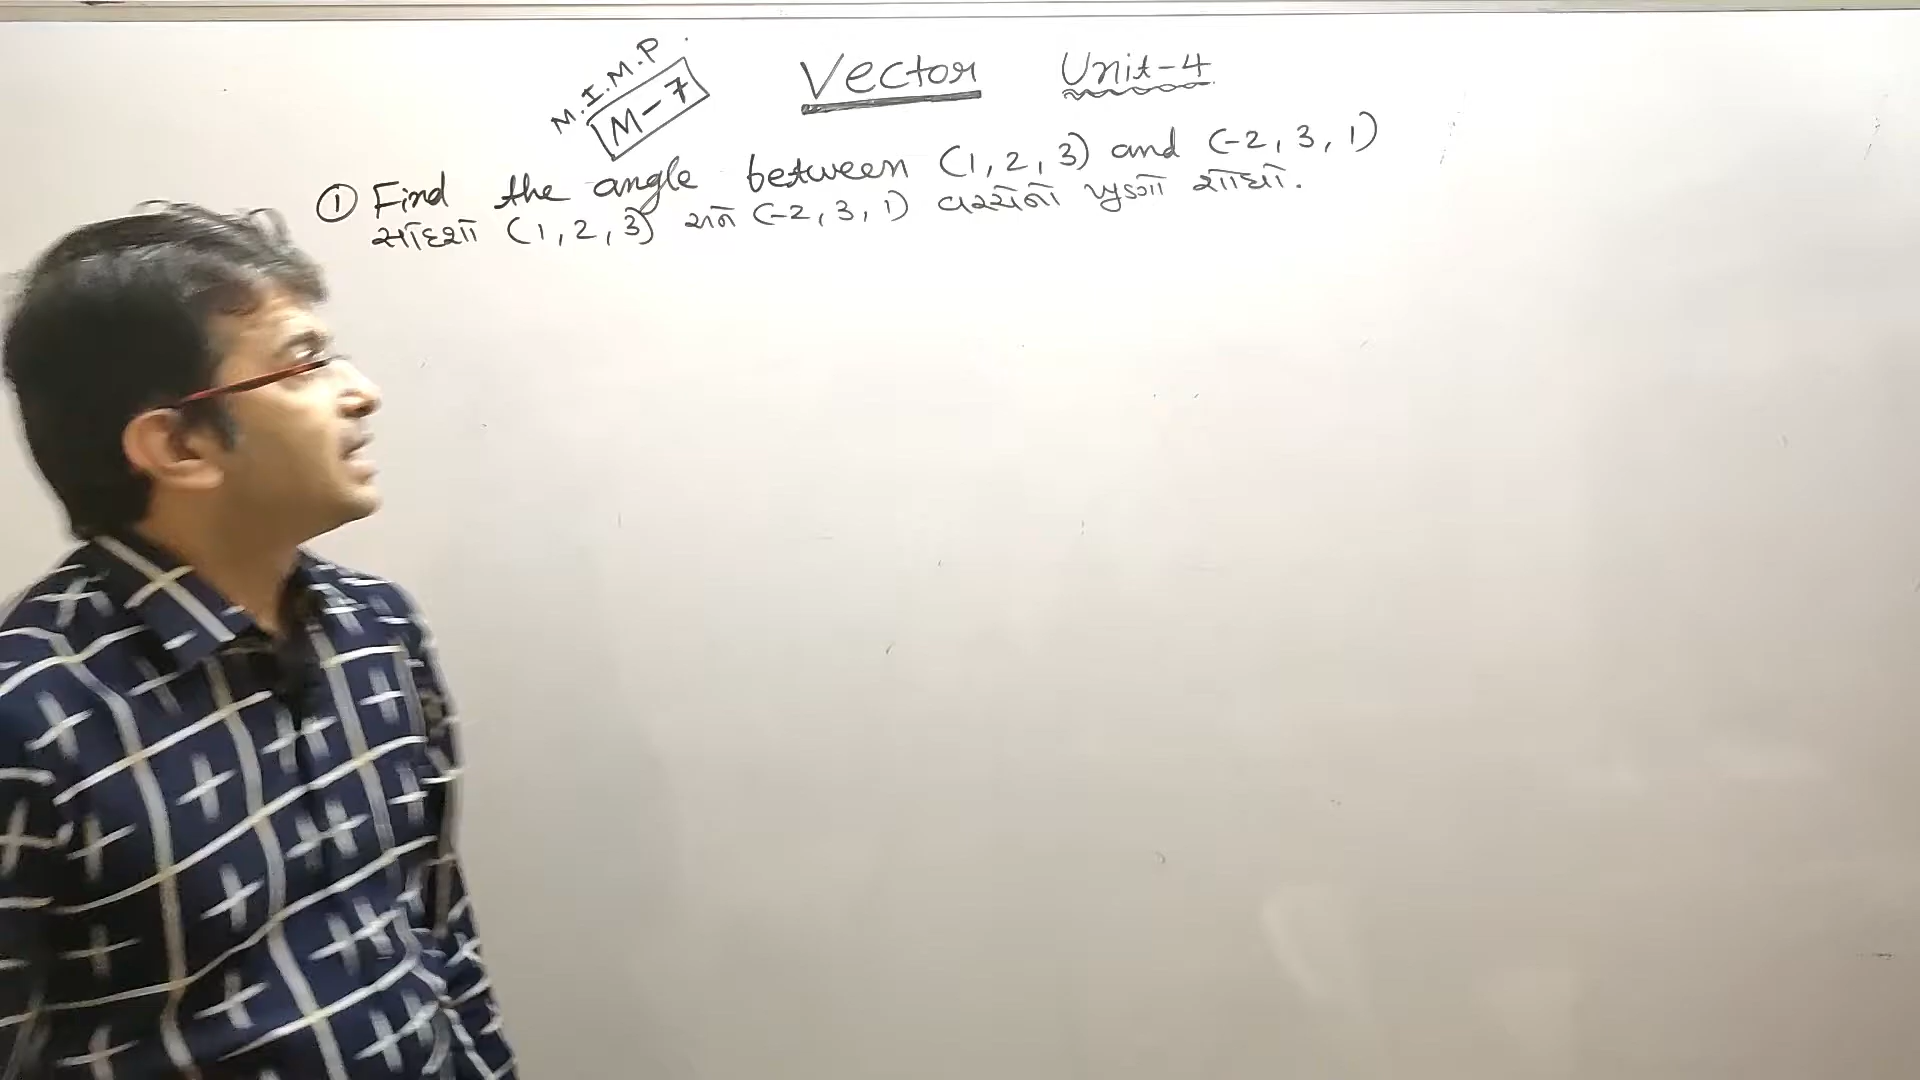 M.I.M.P.
M-7
Vector Unit-4
① Find the angle between (1, 2, 3) and (-2, 3, 1)
સદિશો (1, 2, 3) અને (-2, 3, 1) વચ્ચેનો ખુણો શોધો.